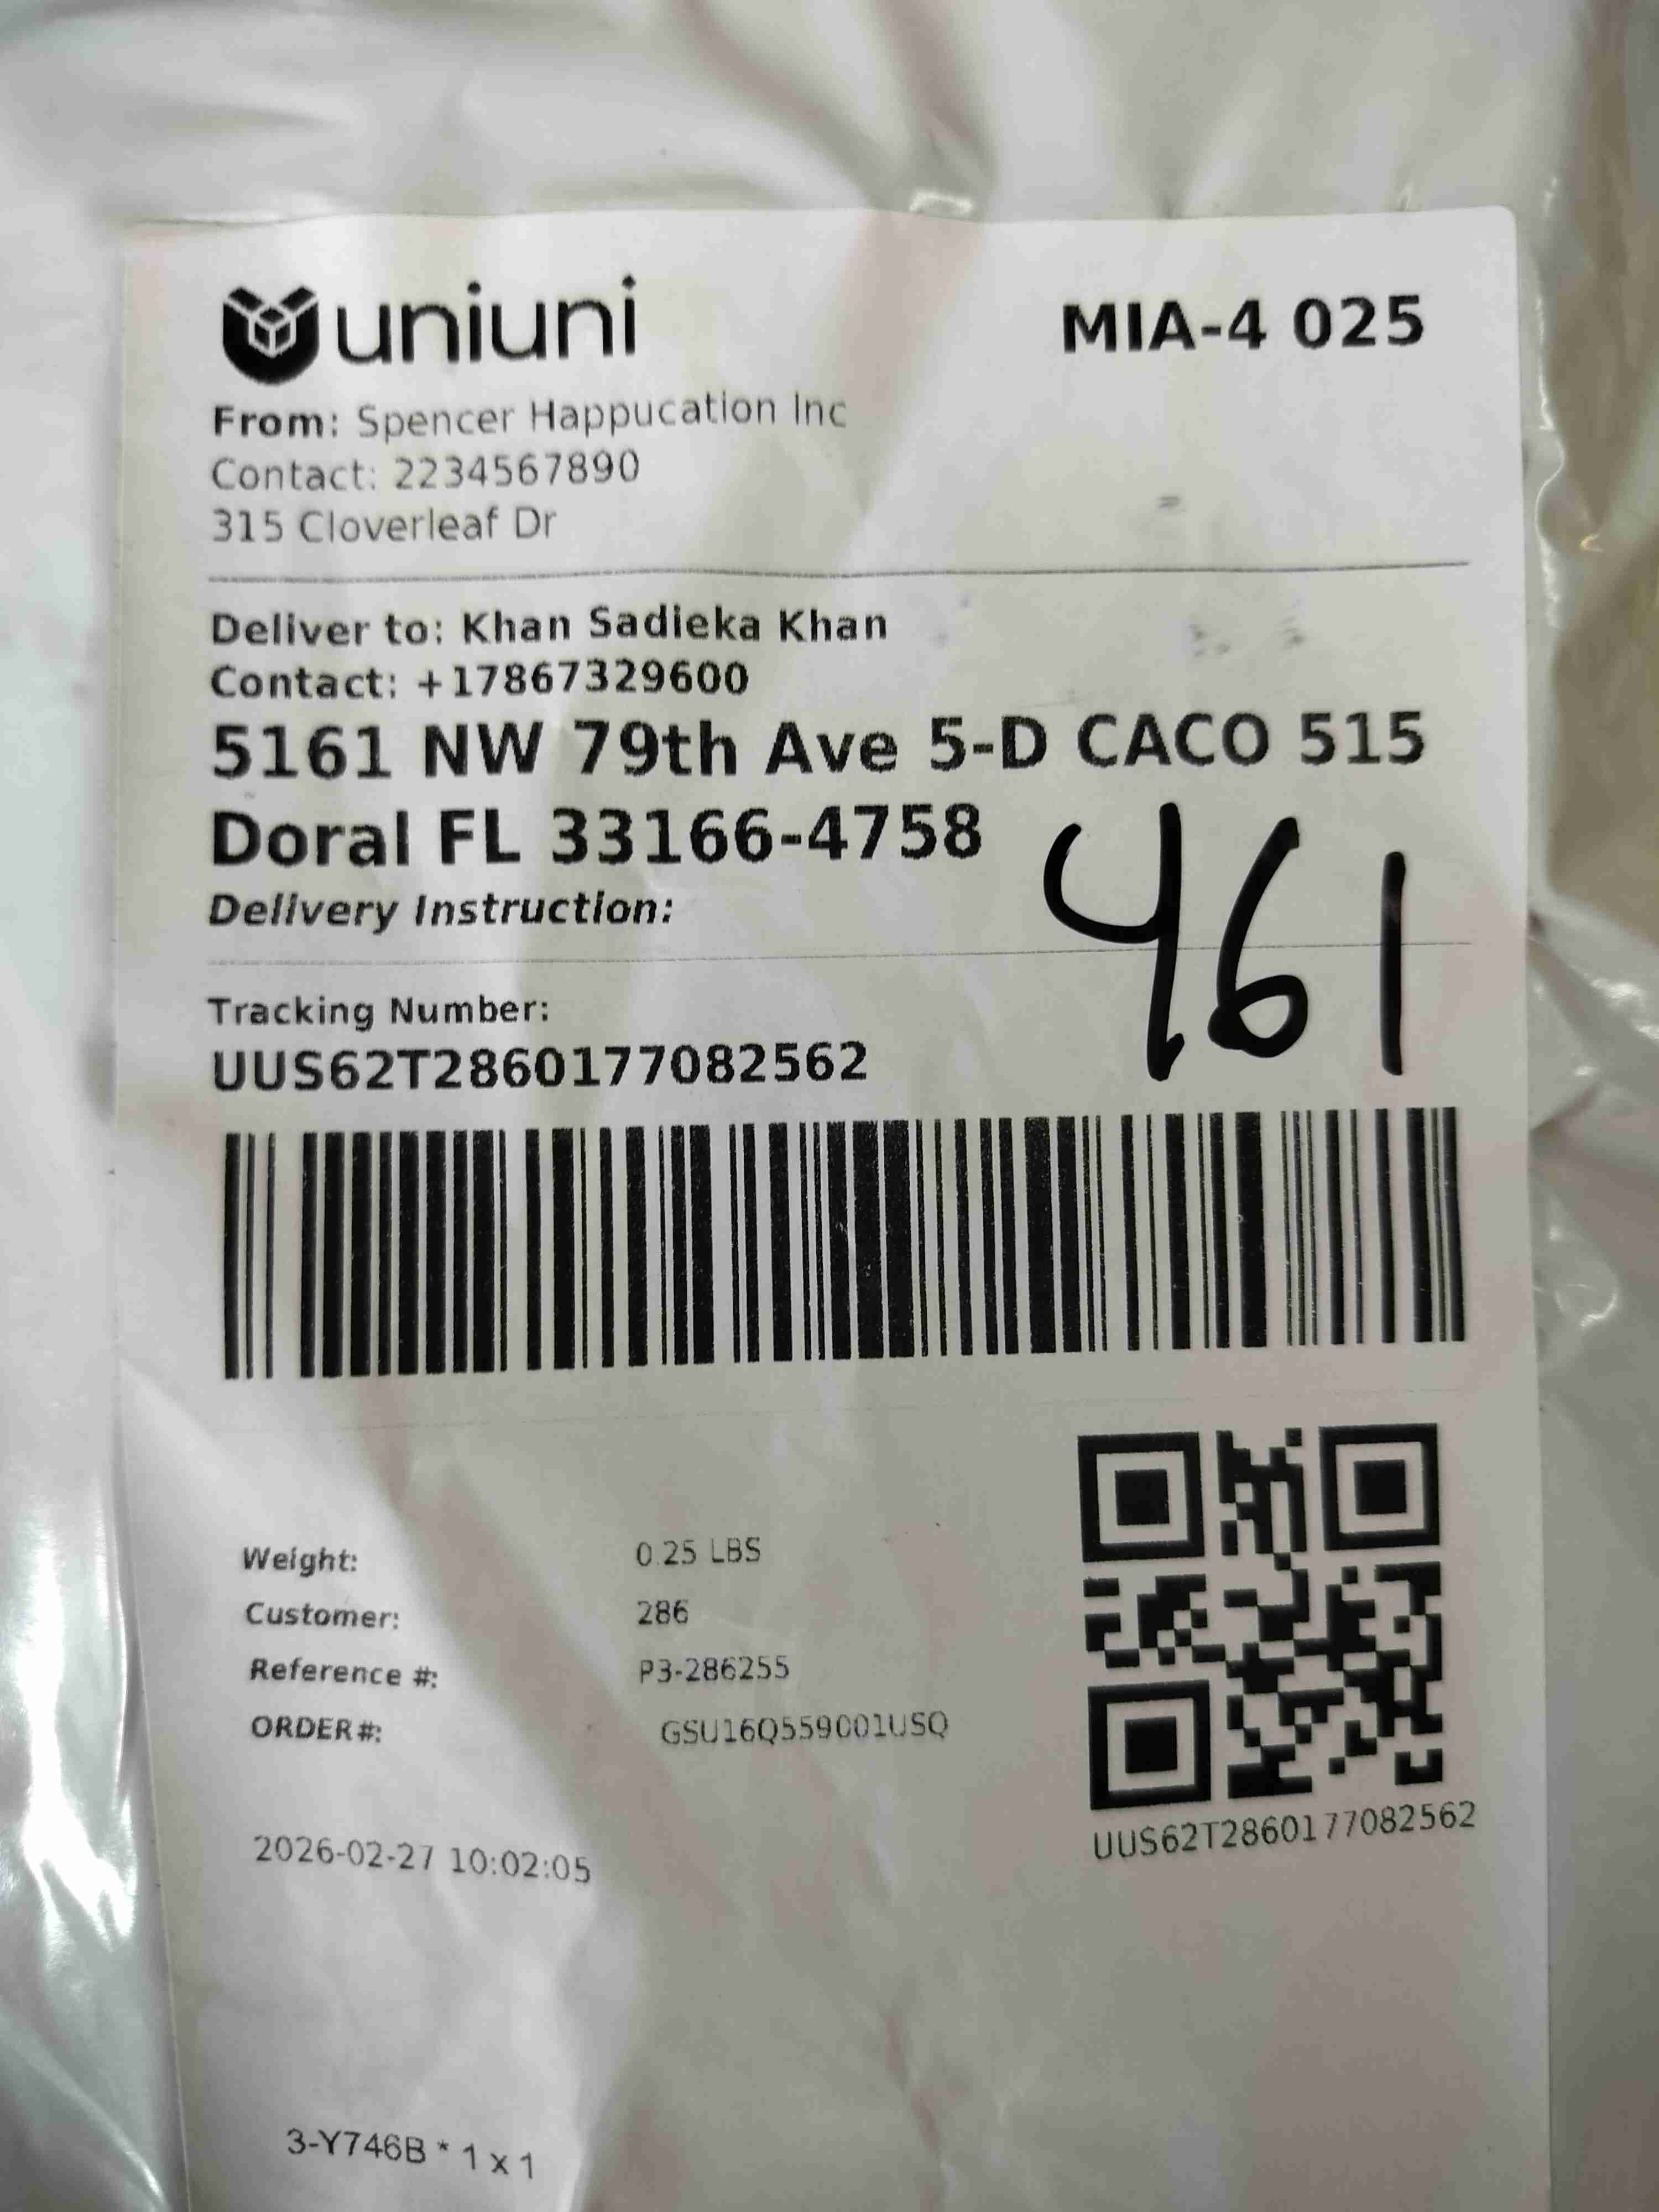 uniuni
MIA-4 025
From: Spencer Happucation Inc
Contact: 2234567890
315 Cloverleaf Dr
Deliver to: Khan Sadieka Khan
Contact: +17867329600
5161 NW 79th Ave 5-D CACO 515
Doral FL 33166-4758
461
Delivery Instruction:
Tracking Number:
UUS62T2860177082562
Weight: 0.25 LBS
Customer: 286
Reference #: P3-286255
ORDER#: GSU16Q559001USQ
UUS62T2860177082562
2026-02-27 10:02:05
3-Y746B * 1 x 1